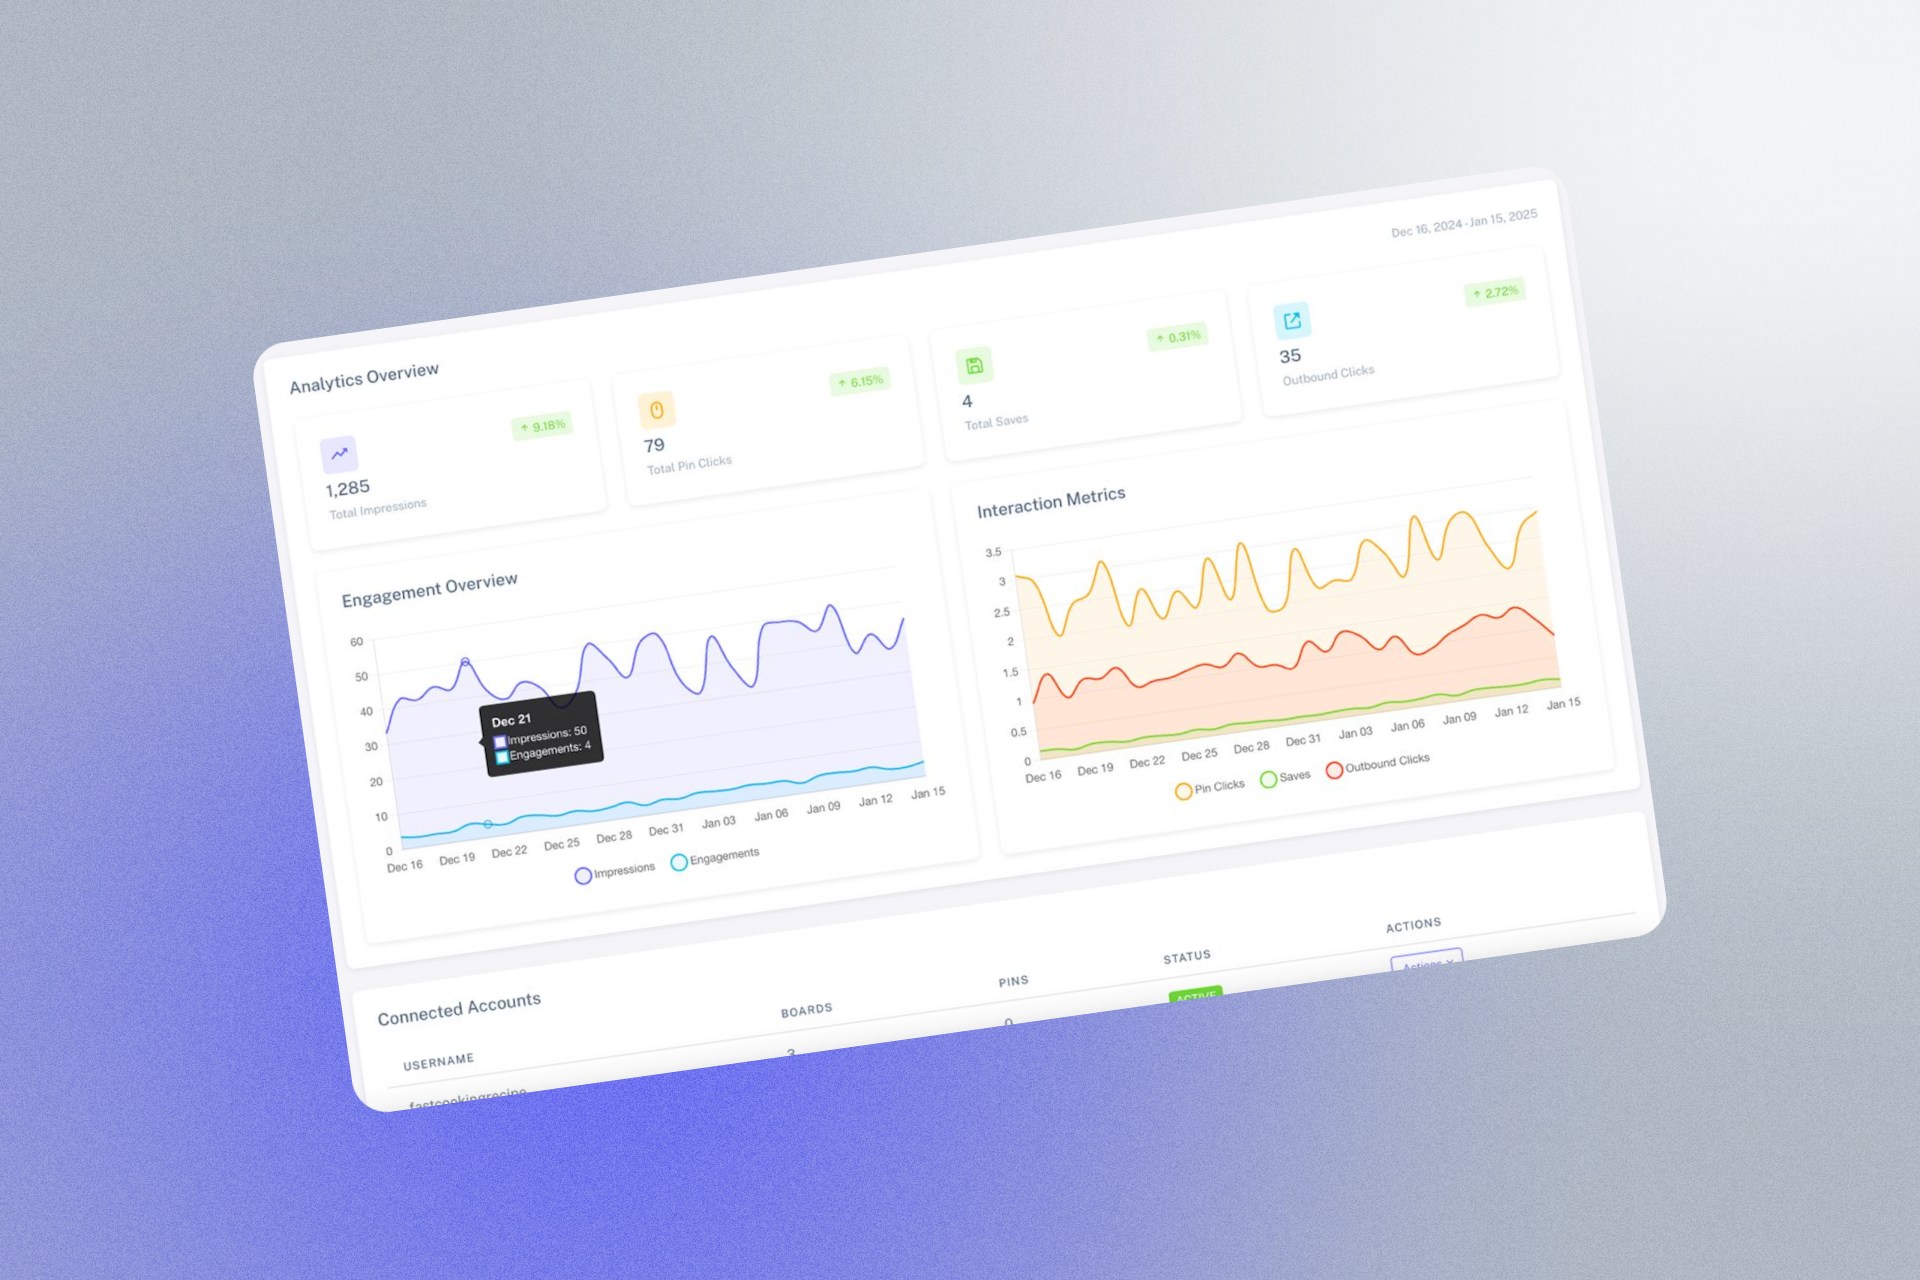 Analytics Overview
Dec 16, 2024 - Jan 15, 2025
↑ 9.18%
1,285
Total Impressions
↑ 6.15%
79
Total Pin Clicks
↑ 0.31%
4
Total Saves
↑ 2.72%
35
Outbound Clicks
Engagement Overview
60
50
40
30
20
10
0
Dec 21
Impressions: 50
Engagements: 4
Dec 16 Dec 19 Dec 22 Dec 25 Dec 28 Dec 31 Jan 03 Jan 06 Jan 09 Jan 12 Jan 15
Impressions Engagements
Interaction Metrics
3.5
3
2.5
2
1.5
1
0.5
0
Dec 16 Dec 19 Dec 22 Dec 25 Dec 28 Dec 31 Jan 03 Jan 06 Jan 09 Jan 12 Jan 15
Pin Clicks Saves Outbound Clicks
Connected Accounts
USERNAME BOARDS PINS STATUS ACTIONS
fastcookingrecipe 3 0 ACTIVE Actions